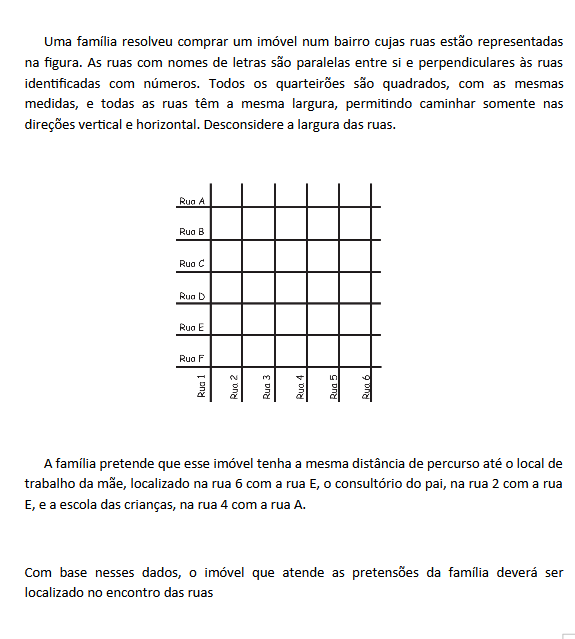 Uma família resolveu comprar um imóvel num bairro cujas ruas estão representadas
na figura. As ruas com nomes de letras são paralelas entre si e perpendiculares às ruas
identificadas com números. Todos os quarteirões são quadrados, com as mesmas
medidas, e todas as ruas têm a mesma largura, permitindo caminhar somente nas
direções vertical e horizontal. Desconsidere a largura das ruas.
Rua A
Rua B
Rua C
Rua D
Rua E
Rua F
Rua 1
Rua 2
Rua 3
Rua 4
Rua 5
Rua 6
A família pretende que esse imóvel tenha a mesma distância de percurso até o local de
trabalho da mãe, localizado na rua 6 com a rua E, o consultório do pai, na rua 2 com a rua
E, e a escola das crianças, na rua 4 com a rua A.
Com base nesses dados, o imóvel que atende as pretensões da família deverá ser
localizado no encontro das ruas